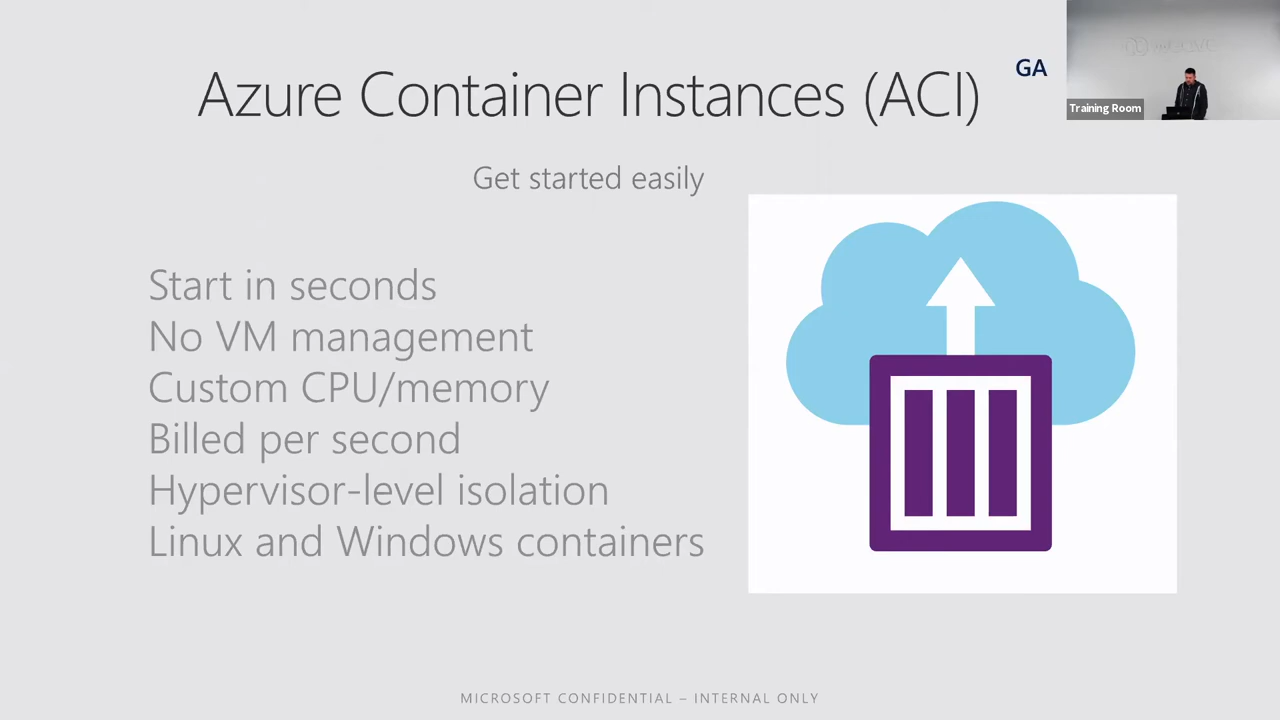 Azure Container Instances (ACI)
GA
Training Room
Get started easily
Start in seconds
No VM management
Custom CPU/memory
Billed per second
Hypervisor-level isolation
Linux and Windows containers
MICROSOFT CONFIDENTIAL – INTERNAL ONLY